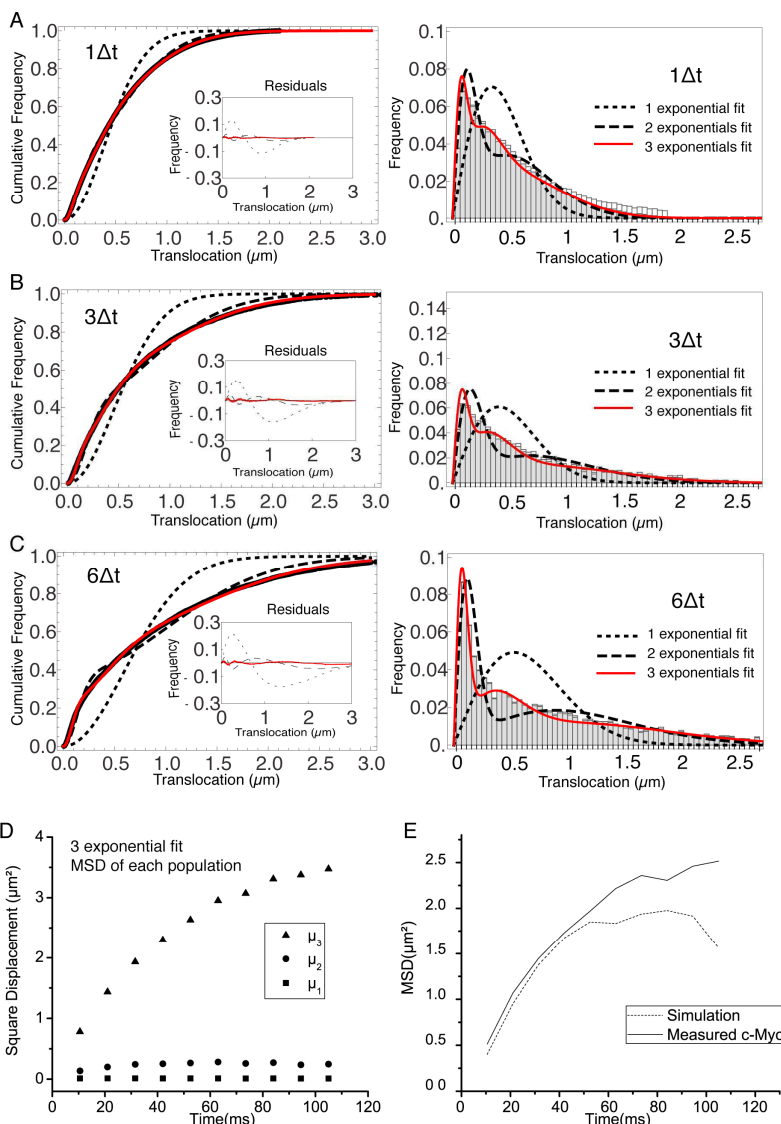 A
1Δt
Cumulative Frequency
1.0
0.8
0.6
0.4
0.2
0.0
0.0 0.5 1.0 1.5 2.0 2.5 3.0
Translocation (µm)
Residuals
Frequency
0.3
0.1
- 0.1
- 0.3
0 1 2 3
Translocation (µm)
1Δt
1 exponential fit
2 exponentials fit
3 exponentials fit
Frequency
0.1
0.08
0.06
0.04
0.02
0.
0 0.5 1 1.5 2 2.5
Translocation (µm)
B
3Δt
Cumulative Frequency
1.0
0.8
0.6
0.4
0.2
0.0
0.0 0.5 1.0 1.5 2.0 2.5 3.0
Translocation (µm)
Residuals
Frequency
0.3
0.1
- 0.1
- 0.3
0 1 2 3
Translocation (µm)
3Δt
1 exponential fit
2 exponentials fit
3 exponentials fit
Frequency
0.14
0.12
0.1
0.08
0.06
0.04
0.02
0.
0 0.5 1 1.5 2 2.5
Translocation (µm)
C
6Δt
Cumulative Frequency
1.0
0.8
0.6
0.4
0.2
0.0
0.0 0.5 1.0 1.5 2.0 2.5 3.0
Translocation (µm)
Residuals
Frequency
0.3
0.1
- 0.1
- 0.3
0 1 2 3
Translocation (µm)
6Δt
1 exponential fit
2 exponentials fit
3 exponentials fit
Frequency
0.1
0.08
0.06
0.04
0.02
0.
0 0.5 1 1.5 2 2.5
Translocation (µm)
D
3 exponential fit
MSD of each population
Square Displacement (µm²)
4
3
2
1
0
µ3
µ2
µ1
0 20 40 60 80 100 120
Time(ms)
E
MSD(µm²)
2.5
2.0
1.5
1.0
0.5
0 0
Simulation
Measured c-Myc
0 20 40 60 80 100 120
Time(ms)